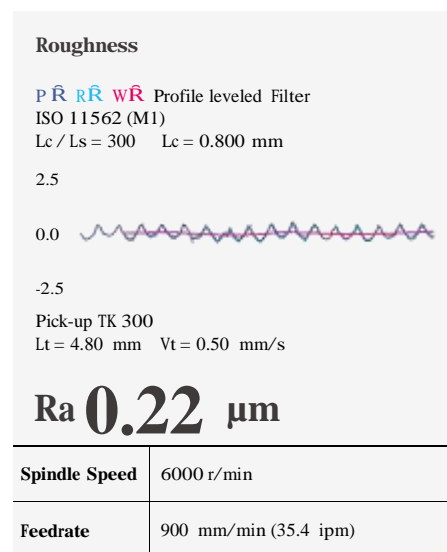 Roughness
P R̂ R R̂ W R̂ Profile leveled Filter
ISO 11562 (M1)
Lc / Ls = 300 Lc = 0.800 mm
2.5
0.0
-2.5
Pick-up TK 300
Lt = 4.80 mm Vt = 0.50 mm/s
Ra 0.22 µm
Spindle Speed 6000 r/min
Feedrate 900 mm/min (35.4 ipm)